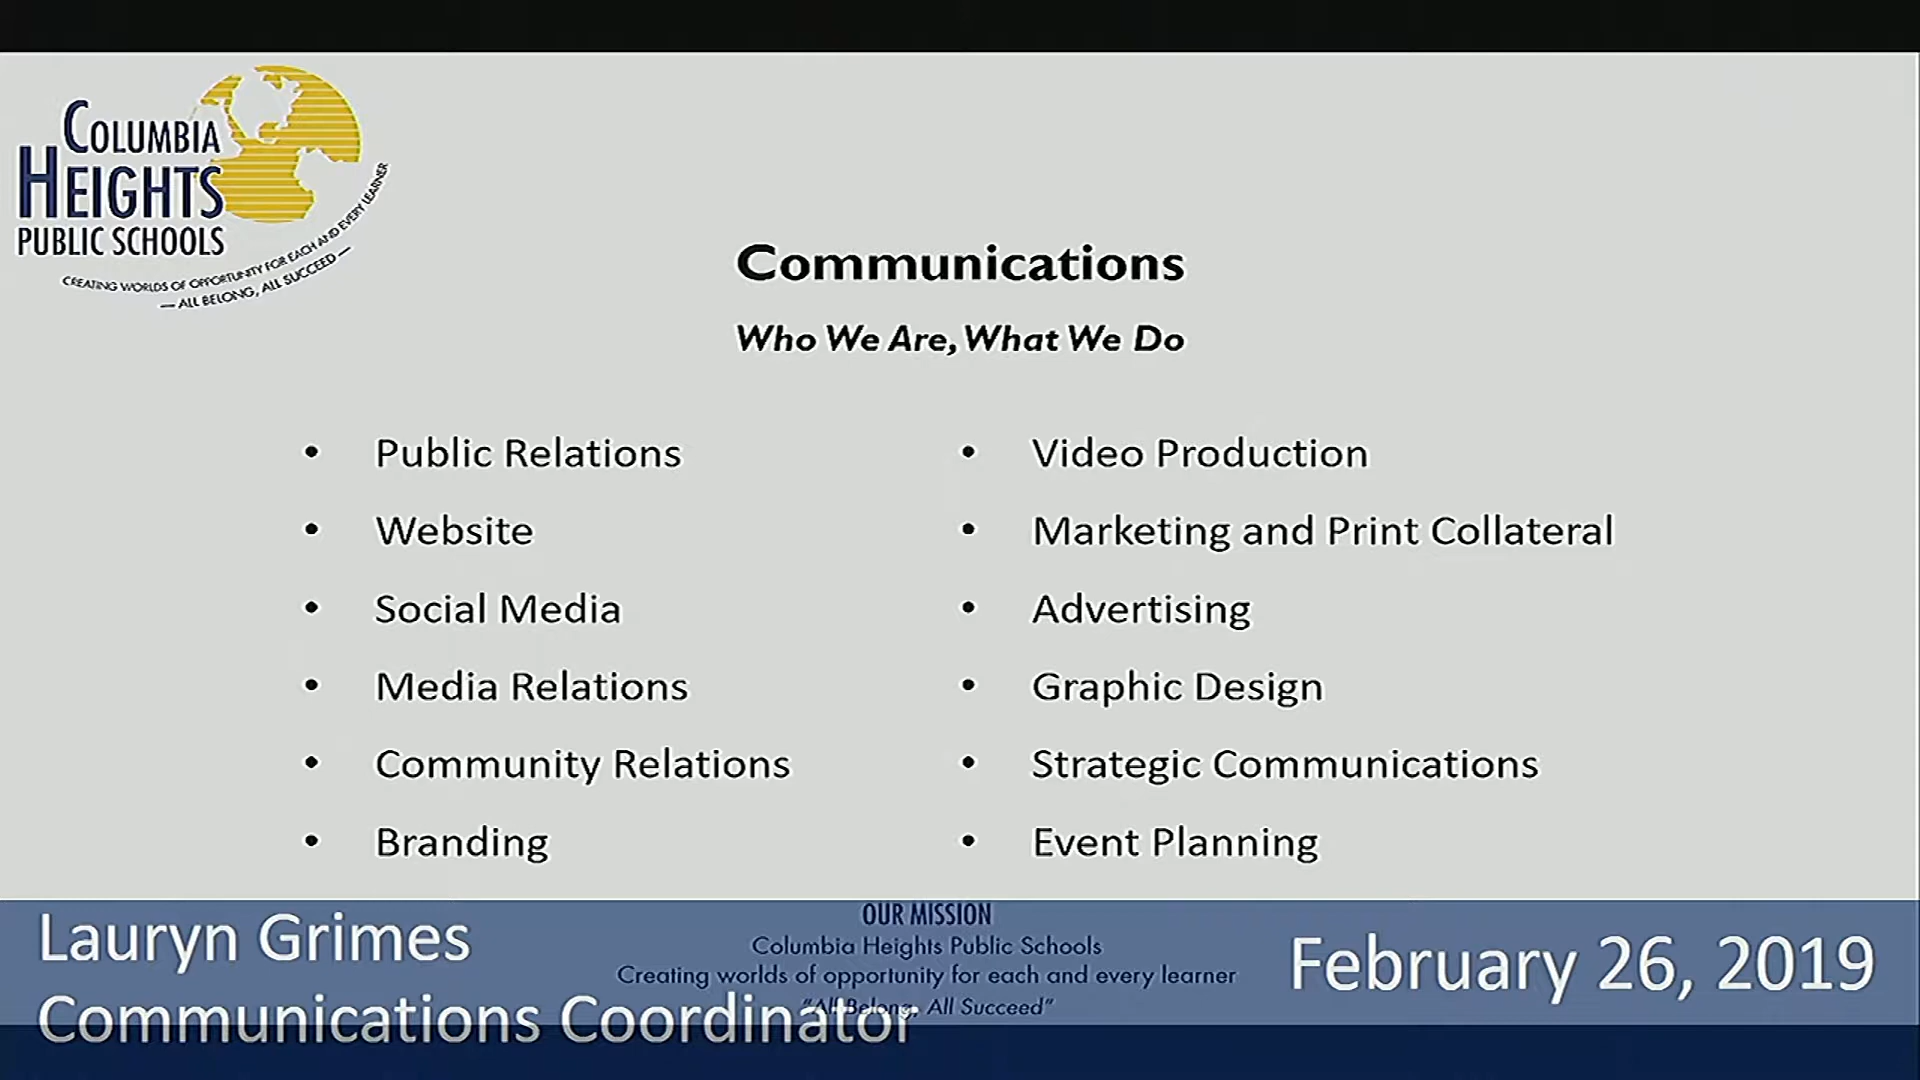 COLUMBIA
HEIGHTS
PUBLIC SCHOOLS
CREATING WORLDS OF OPPORTUNITY FOR EACH AND EVERY LEARNER
— ALL BELONG, ALL SUCCEED —
Communications
Who We Are, What We Do
• Public Relations
• Website
• Social Media
• Media Relations
• Community Relations
• Branding
• Video Production
• Marketing and Print Collateral
• Advertising
• Graphic Design
• Strategic Communications
• Event Planning
Lauryn Grimes
Communications Coordinator
OUR MISSION
Columbia Heights Public Schools
Creating worlds of opportunity for each and every learner
“All Belong, All Succeed”
February 26, 2019